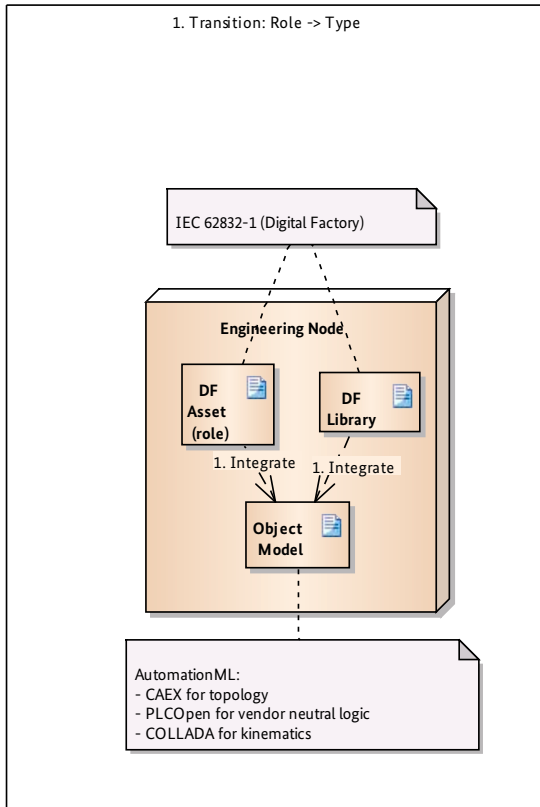 1. Transition: Role -> Type
IEC 62832-1 (Digital Factory)
Engineering Node
DF
Asset
(role)
DF
Library
1. Integrate
1. Integrate
Object
Model
AutomationML:
- CAEX for topology
- PLCOpen for vendor neutral logic
- COLLADA for kinematics